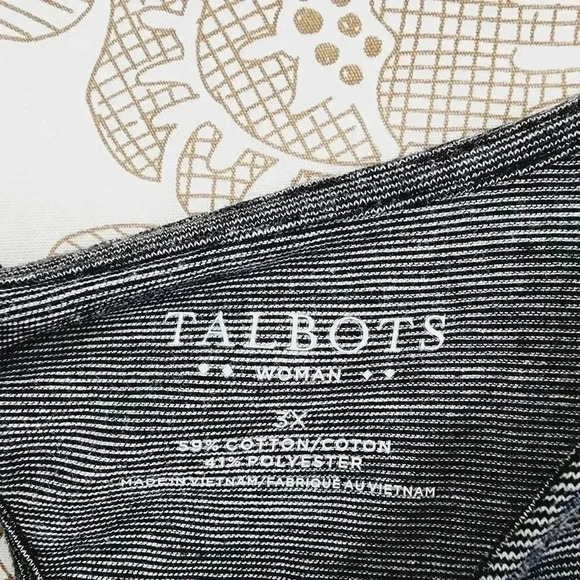 TALBOTS
WOMAN
3X
59% COTTON/COTON
41% POLYESTER
MADE IN VIETNAM/FABRIQUE AU VIETNAM